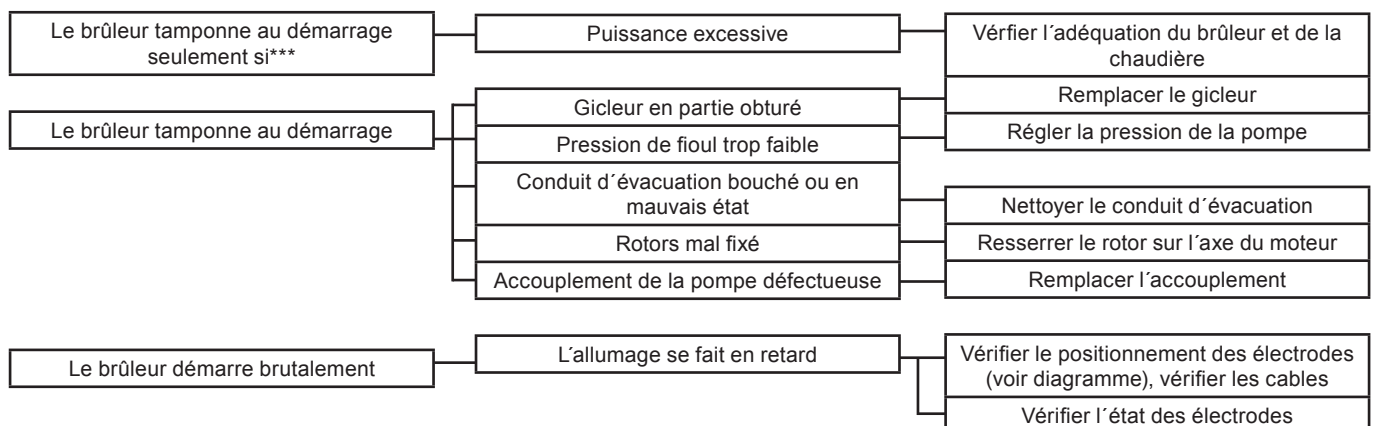 Le brûleur tamponne au démarrage
seulement si***
Puissance excessive
Vérfier l´adéquation du brûleur et de la
chaudière
Le brûleur tamponne au démarrage
Gicleur en partie obturé
Remplacer le gicleur
Pression de fioul trop faible
Régler la pression de la pompe
Conduit d´évacuation bouché ou en
mauvais état
Nettoyer le conduit d´évacuation
Rotors mal fixé
Resserrer le rotor sur l´axe du moteur
Accouplement de la pompe défectueuse
Remplacer l´accouplement
Le brûleur démarre brutalement
L´allumage se fait en retard
Vérifier le positionnement des électrodes
(voir diagramme), vérifier les cables
Vérifier l´état des électrodes